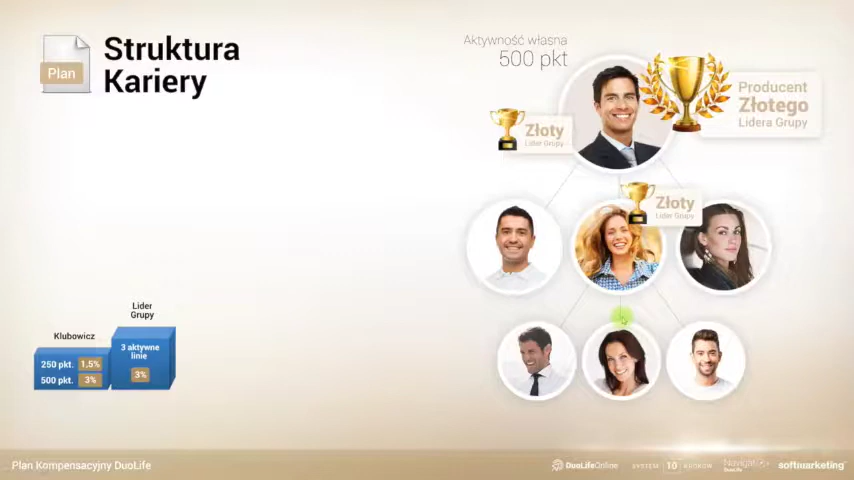 Plan
Struktura
Kariery
Aktywność własna
500 pkt
Producent
Złotego
Lidera Grupy
Złoty
Lider Grupy
Złoty
Lider Grupy
Lider
Grupy
Klubowicz
3 aktywne
linie
3%
250 pkt. 1,5%
500 pkt. 3%
Plan Kompensacyjny DuoLife
DuoLifeOnline
SYSTEM 10 KROKÓW
Navigator
DuoLife
softmarketing